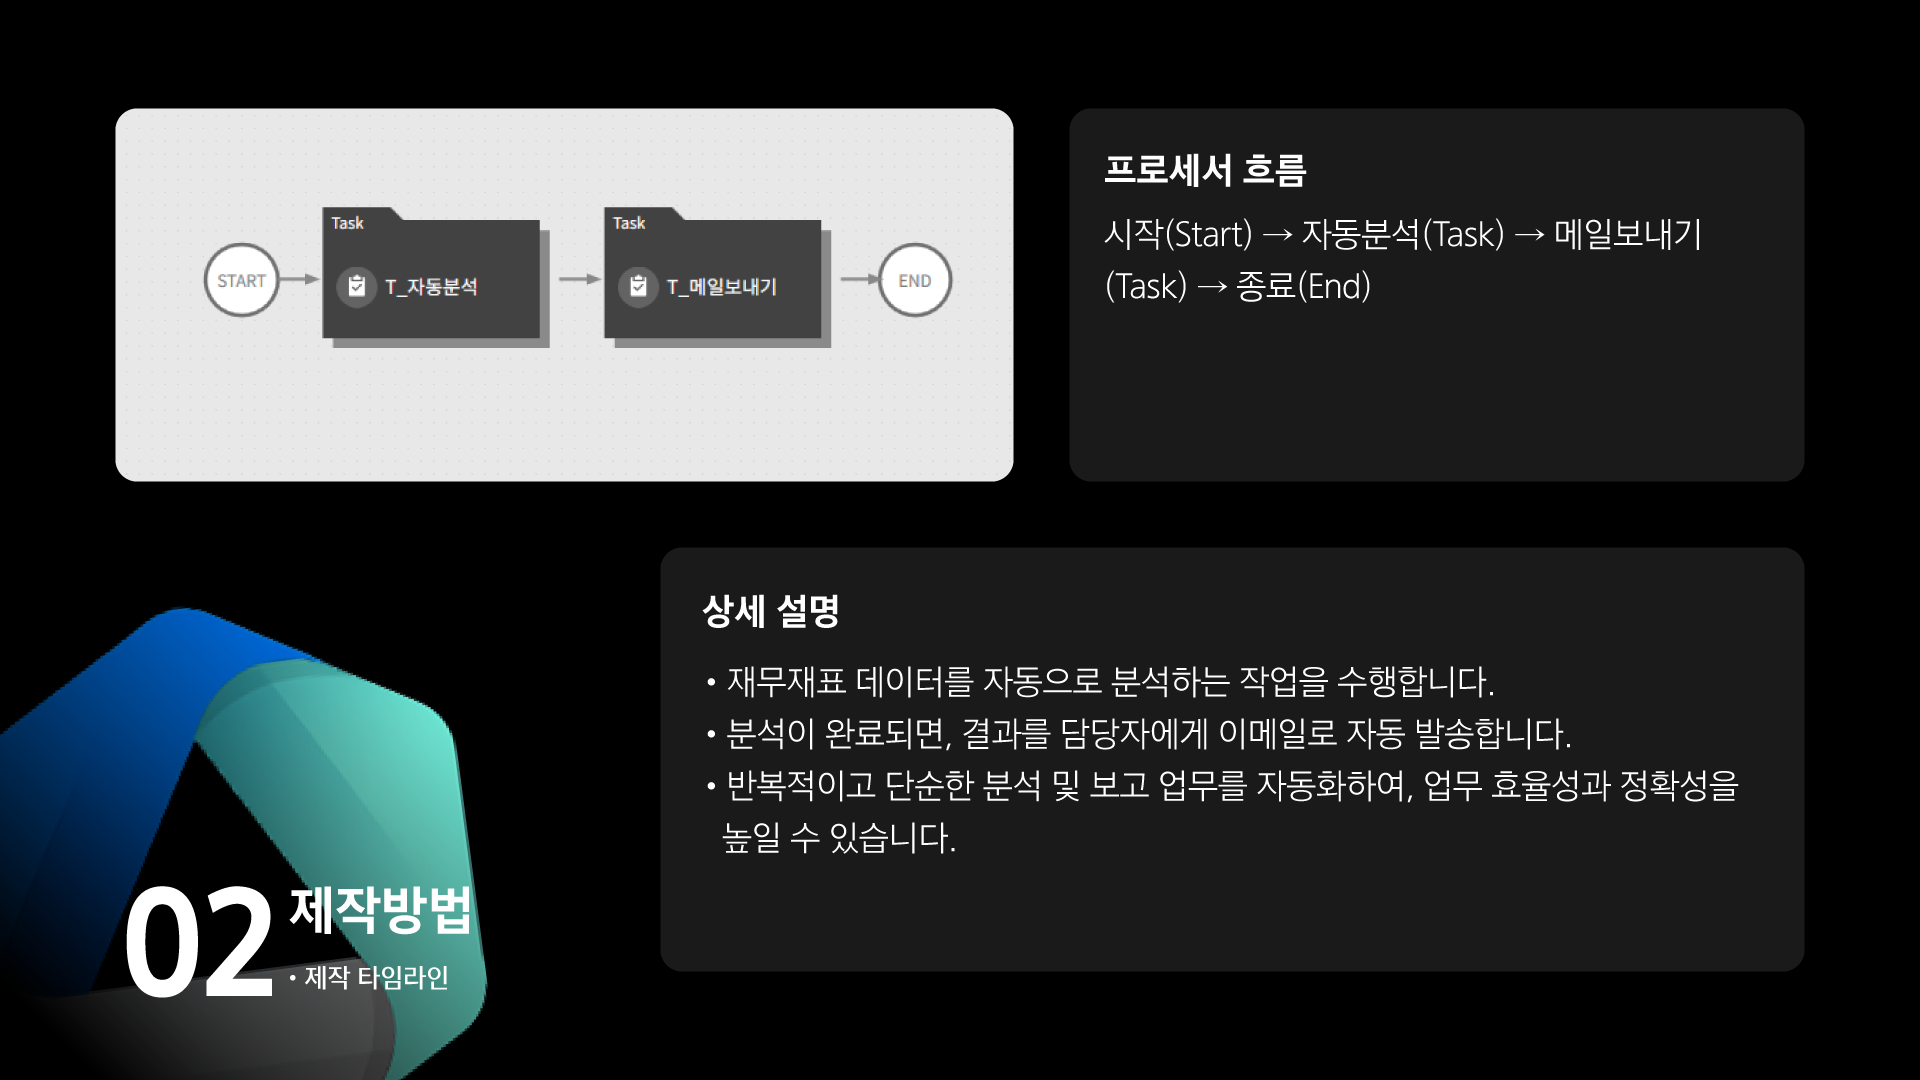 START
Task
T_자동분석
Task
T_메일보내기
END
프로세서 흐름
시작(Start) → 자동분석(Task) → 메일보내기
(Task) → 종료(End)
상세 설명
• 재무재표 데이터를 자동으로 분석하는 작업을 수행합니다.
• 분석이 완료되면, 결과를 담당자에게 이메일로 자동 발송합니다.
• 반복적이고 단순한 분석 및 보고 업무를 자동화하여, 업무 효율성과 정확성을
높일 수 있습니다.
02 제작방법
• 제작 타임라인